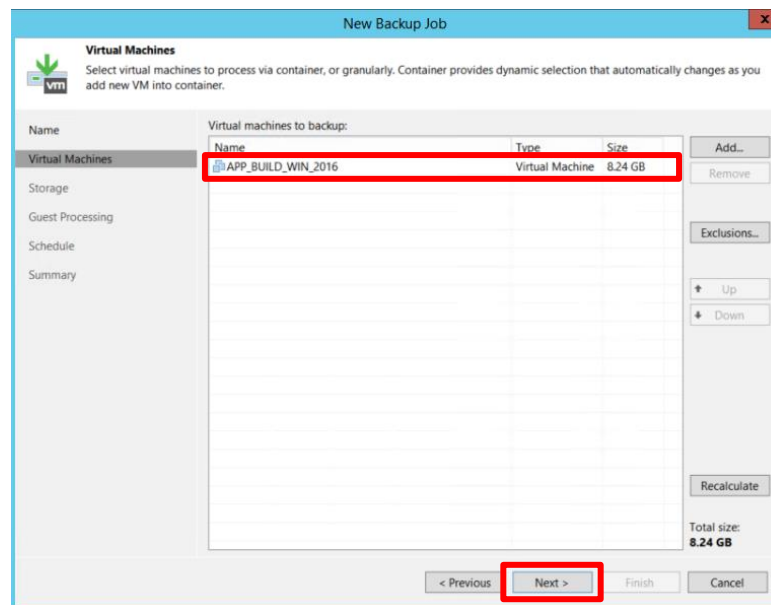 New Backup Job
x
Virtual Machines
Select virtual machines to process via container, or granularly. Container provides dynamic selection that automatically changes as you
add new VM into container.
vm
Name
Virtual Machines
Storage
Guest Processing
Schedule
Summary
Virtual machines to backup:
Name Type Size
APP_BUILD_WIN_2016 Virtual Machine 8.24 GB
Add...
Remove
Exclusions...
Up
Down
Recalculate
Total size:
8.24 GB
< Previous Next > Finish Cancel